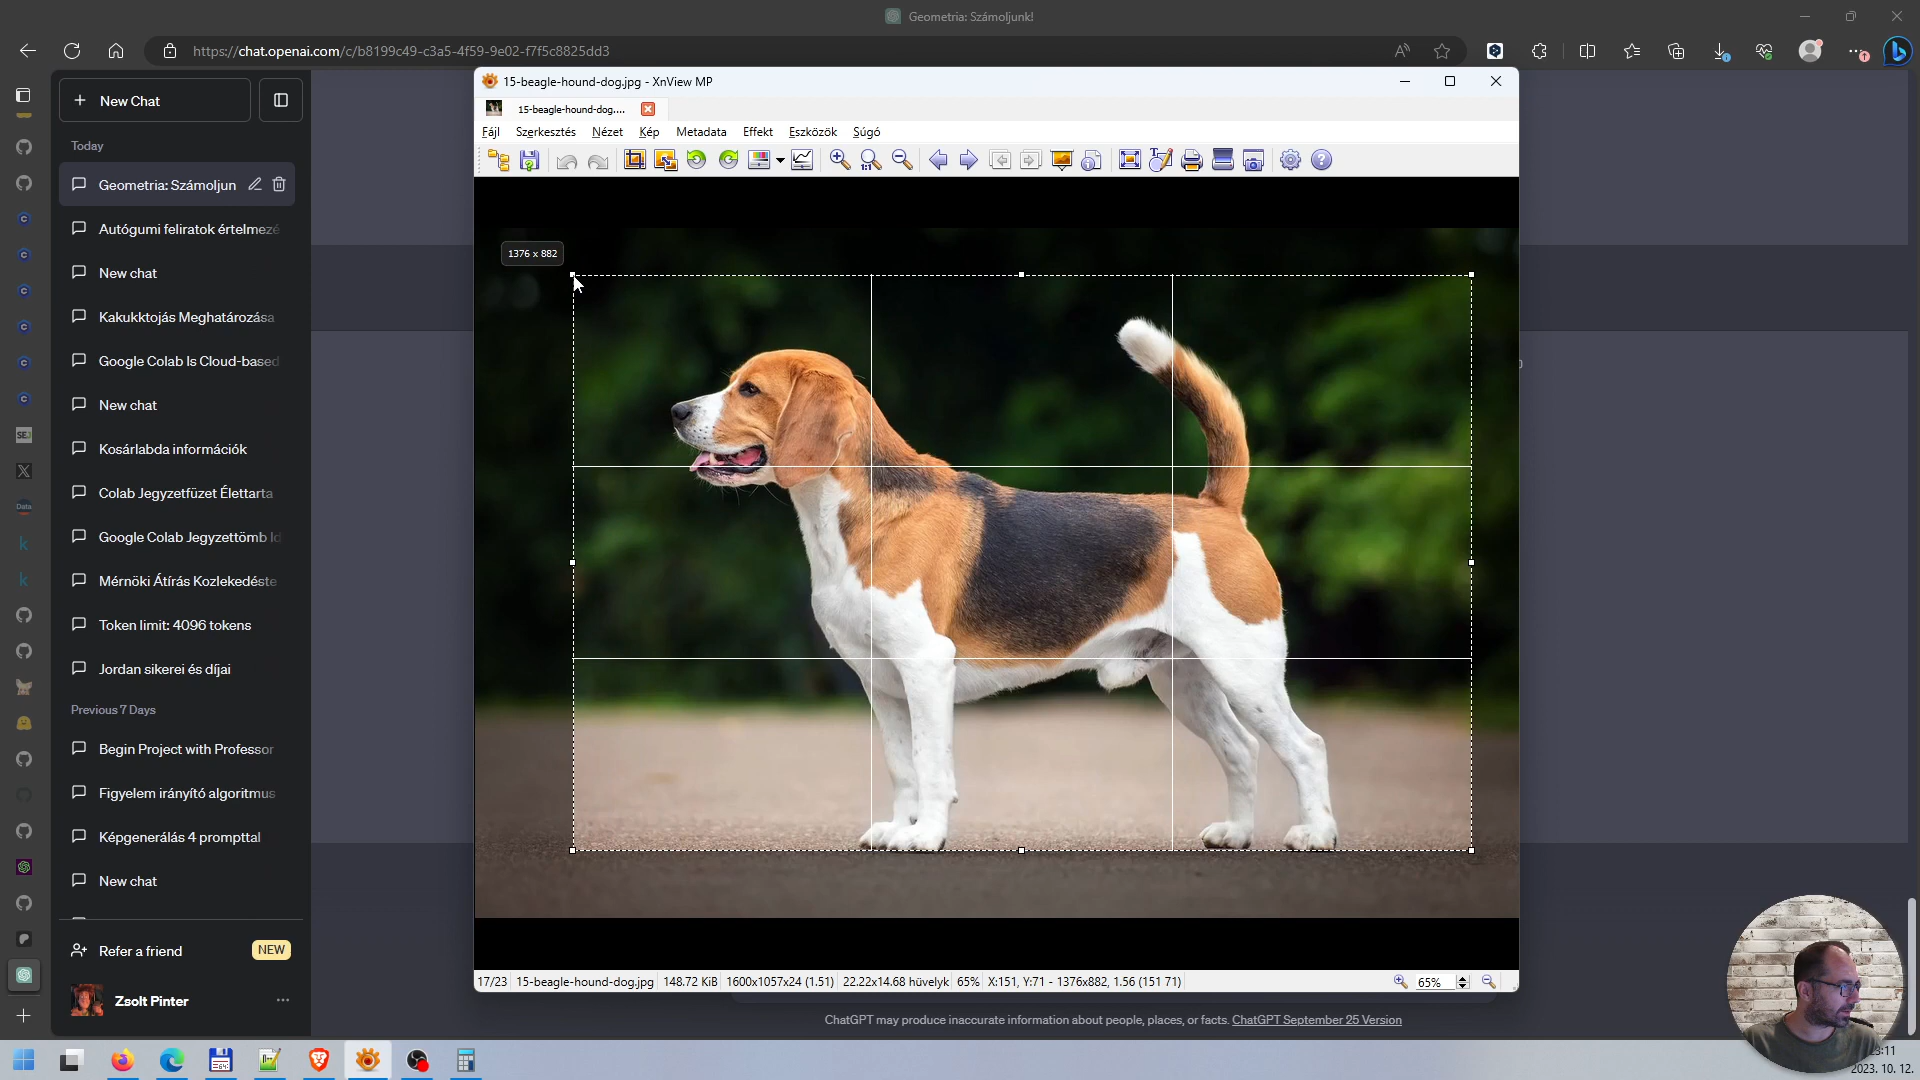 Geometria: Számoljunk!
https://chat.openai.com/c/b8199c49-c3a5-4f59-9e02-f7f5c8825dd3
New Chat
Today
Geometria: Számoljun
Autógumi feliratok értelmezé
New chat
Kakukktojás Meghatározása
Google Colab Is Cloud-based
New chat
Kosárlabda információk
Colab Jegyzetfüzet Élettarta
Google Colab Jegyzettömb Id
Mérnöki Átírás Kozlekedéste
Token limit: 4096 tokens
Jordan sikerei és díjai
Previous 7 Days
Begin Project with Professor
Figyelem irányító algoritmus
Képgenerálás 4 prompttal
New chat
Refer a friend
NEW
Zsolt Pinter
15-beagle-hound-dog.jpg - XnView MP
15-beagle-hound-dog....
Fájl Szerkesztés Nézet Kép Metadata Effekt Eszközök Súgó
1376 x 882
17/23 15-beagle-hound-dog.jpg 148.72 KiB 1600x1057x24 (1.51) 22.22x14.68 hüvelyk 65% X:151, Y:71 - 1376x882, 1.56 (151 71)
65%
ChatGPT may produce inaccurate information about people, places, or facts. ChatGPT September 25 Version
2023. 10. 12.